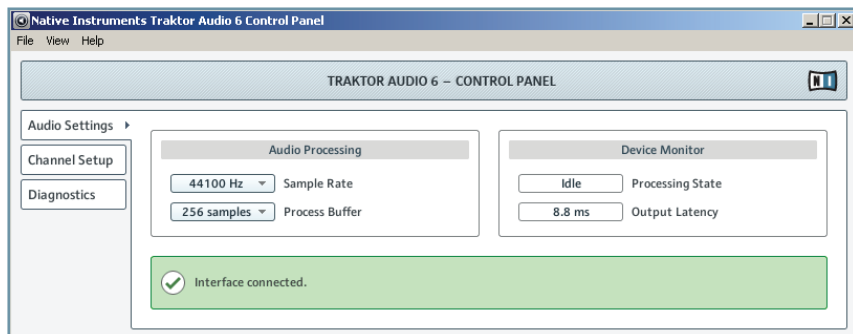 Native Instruments Traktor Audio 6 Control Panel
File View Help
TRAKTOR AUDIO 6 – CONTROL PANEL
NI
Audio Settings
Channel Setup
Diagnostics
Audio Processing
44100 Hz Sample Rate
256 samples Process Buffer
Device Monitor
Idle Processing State
8.8 ms Output Latency
Interface connected.